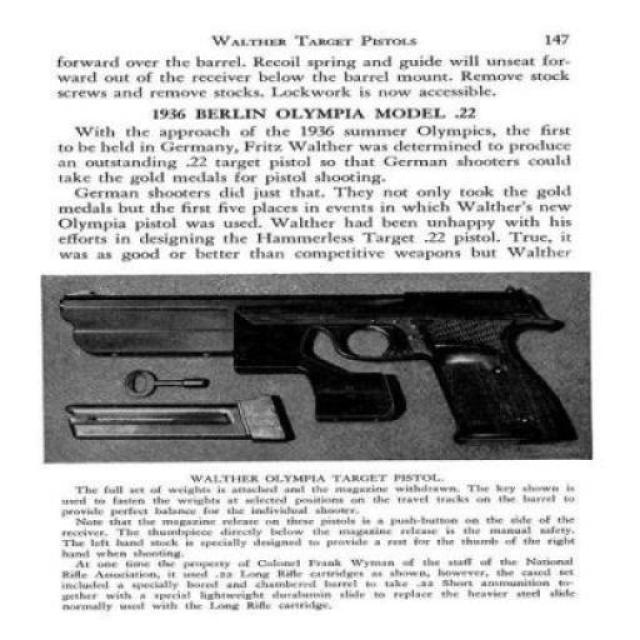 WALTHER TARGET PISTOLS 147
forward over the barrel. Recoil spring and guide will unseat for-
ward out of the receiver below the barrel mount. Remove stock
screws and remove stocks. Lockwork is now accessible.
1936 BERLIN OLYMPIA MODEL .22
With the approach of the 1936 summer Olympics, the first
to be held in Germany, Fritz Walther was determined to produce
an outstanding .22 target pistol so that German shooters could
take the gold medals for pistol shooting.
German shooters did just that. They not only took the gold
medals but the first five places in events in which Walther's new
Olympia pistol was used. Walther had been unhappy with his
efforts in designing the Hammerless Target .22 pistol. True, it
was as good or better than competitive weapons but Walther
WALTHER OLYMPIA TARGET PISTOL.
The full set of weights is attached and the magazine withdrawn. The key shown is
used to fasten the weights at selected positions on the travel tracks on the barrel to
provide perfect balance for the individual shooter.
Note that the magazine release on these pistols is a push-button on the side of the
receiver. The thumbpiece directly below the magazine release is the manual safety.
The left hand stock is specially designed to provide a rest for the thumb of the right
hand when shooting.
At one time the property of Colonel Frank Wyman of the staff of the National
Rifle Association, it used .22 Long Rifle cartridges as shown, however, the cased set
included a specially bored and chambered barrel to take .22 Short ammunition to-
gether with a special lightweight duralumin slide to replace the heavier steel slide
normally used with the Long Rifle cartridge.